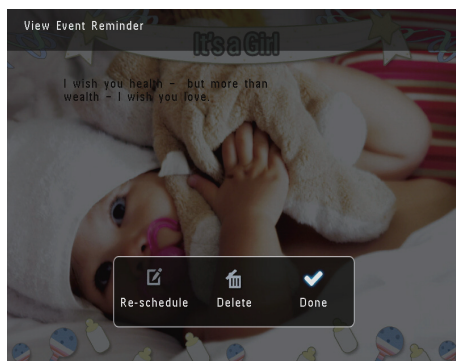 View Event Reminder
It's a Girl
I wish you health - but more than
wealth - I wish you love.
Re-schedule
Delete
Done